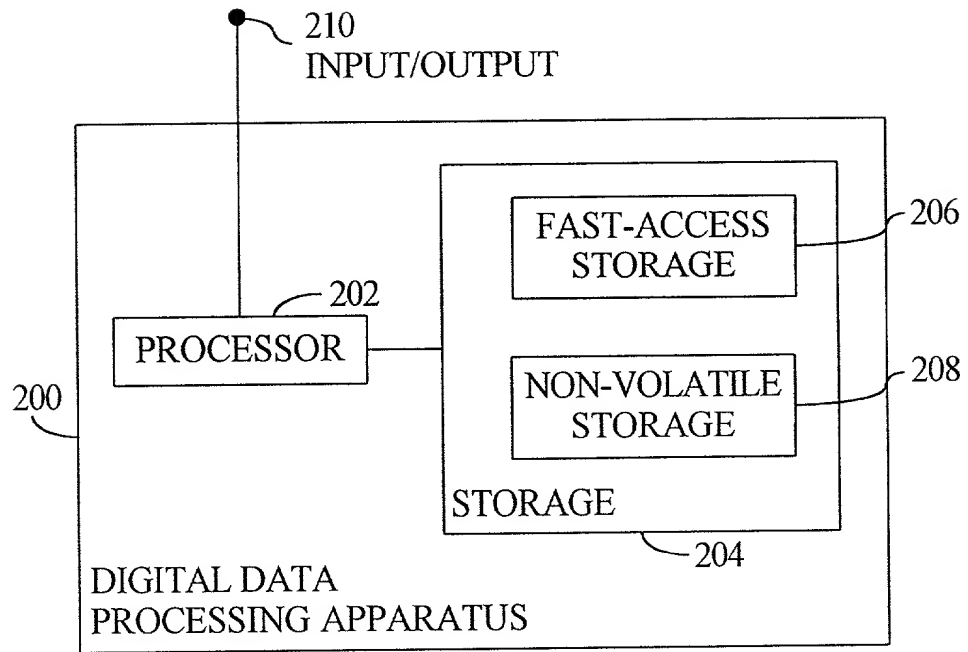 210
INPUT/OUTPUT
FAST-ACCESS
STORAGE
206
202
PROCESSOR
NON-VOLATILE
STORAGE
208
200
STORAGE
204
DIGITAL DATA
PROCESSING APPARATUS